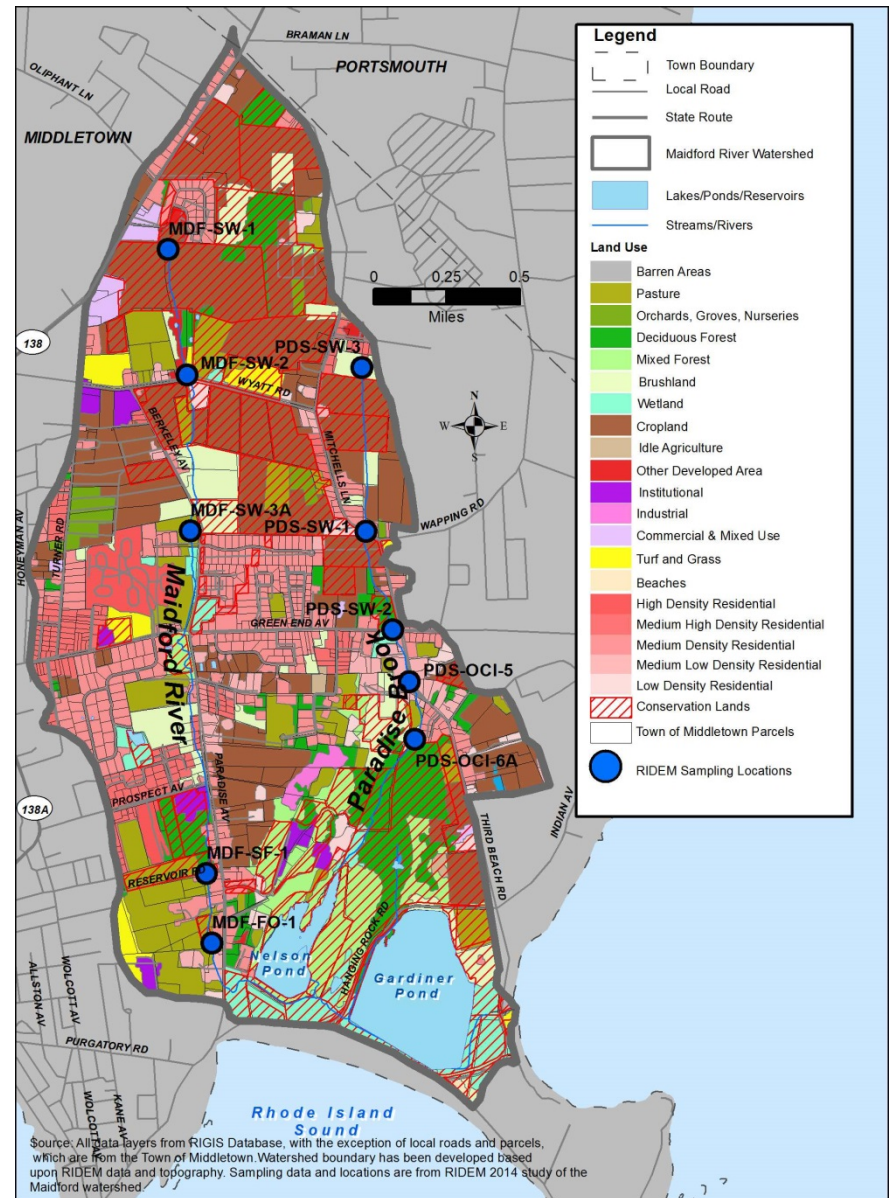 BRAMAN LN
PORTSMOUTH
OLIPHANT LN
MIDDLETOWN
MDF-SW-1
0 0.25 0.5
Miles
138
PDS-SW-3
MDF-SW-2
WYATT RD
N
W E
S
BERKELEY AV
MITCHELLS LN
MDF-SW-3A
PDS-SW-1
WAPPING RD
HONEYMAN AV
TURNER RD
Maidford River
PDS-SW-2
GREEN END AV
PDS-OCI-5
Paradise Brook
PDS-OCI-6A
PARADISE AV
PROSPECT AV
138A
THIRD BEACH RD
INDIAN AV
MDF-SF-1
RESERVOIR RD
MDF-FO-1
Nelson
Pond
HANGING ROCK RD
Gardiner
Pond
ALLSTON AV
WOLCOTT AV
PURGATORY RD
KANE AV
WOLCOTT AV
Rhode Island
Sound
Source: All data layers from RIGIS Database, with the exception of local roads and parcels,
which are from the Town of Middletown.Watershed boundary has been developed based
upon RIDEM data and topography. Sampling data and locations are from RIDEM 2014 study of the
Maidford watershed.
Legend
Town Boundary
Local Road
State Route
Maidford River Watershed
Lakes/Ponds/Reservoirs
Streams/Rivers
Land Use
Barren Areas
Pasture
Orchards, Groves, Nurseries
Deciduous Forest
Mixed Forest
Brushland
Wetland
Cropland
Idle Agriculture
Other Developed Area
Institutional
Industrial
Commercial & Mixed Use
Turf and Grass
Beaches
High Density Residential
Medium High Density Residential
Medium Density Residential
Medium Low Density Residential
Low Density Residential
Conservation Lands
Town of Middletown Parcels
RIDEM Sampling Locations